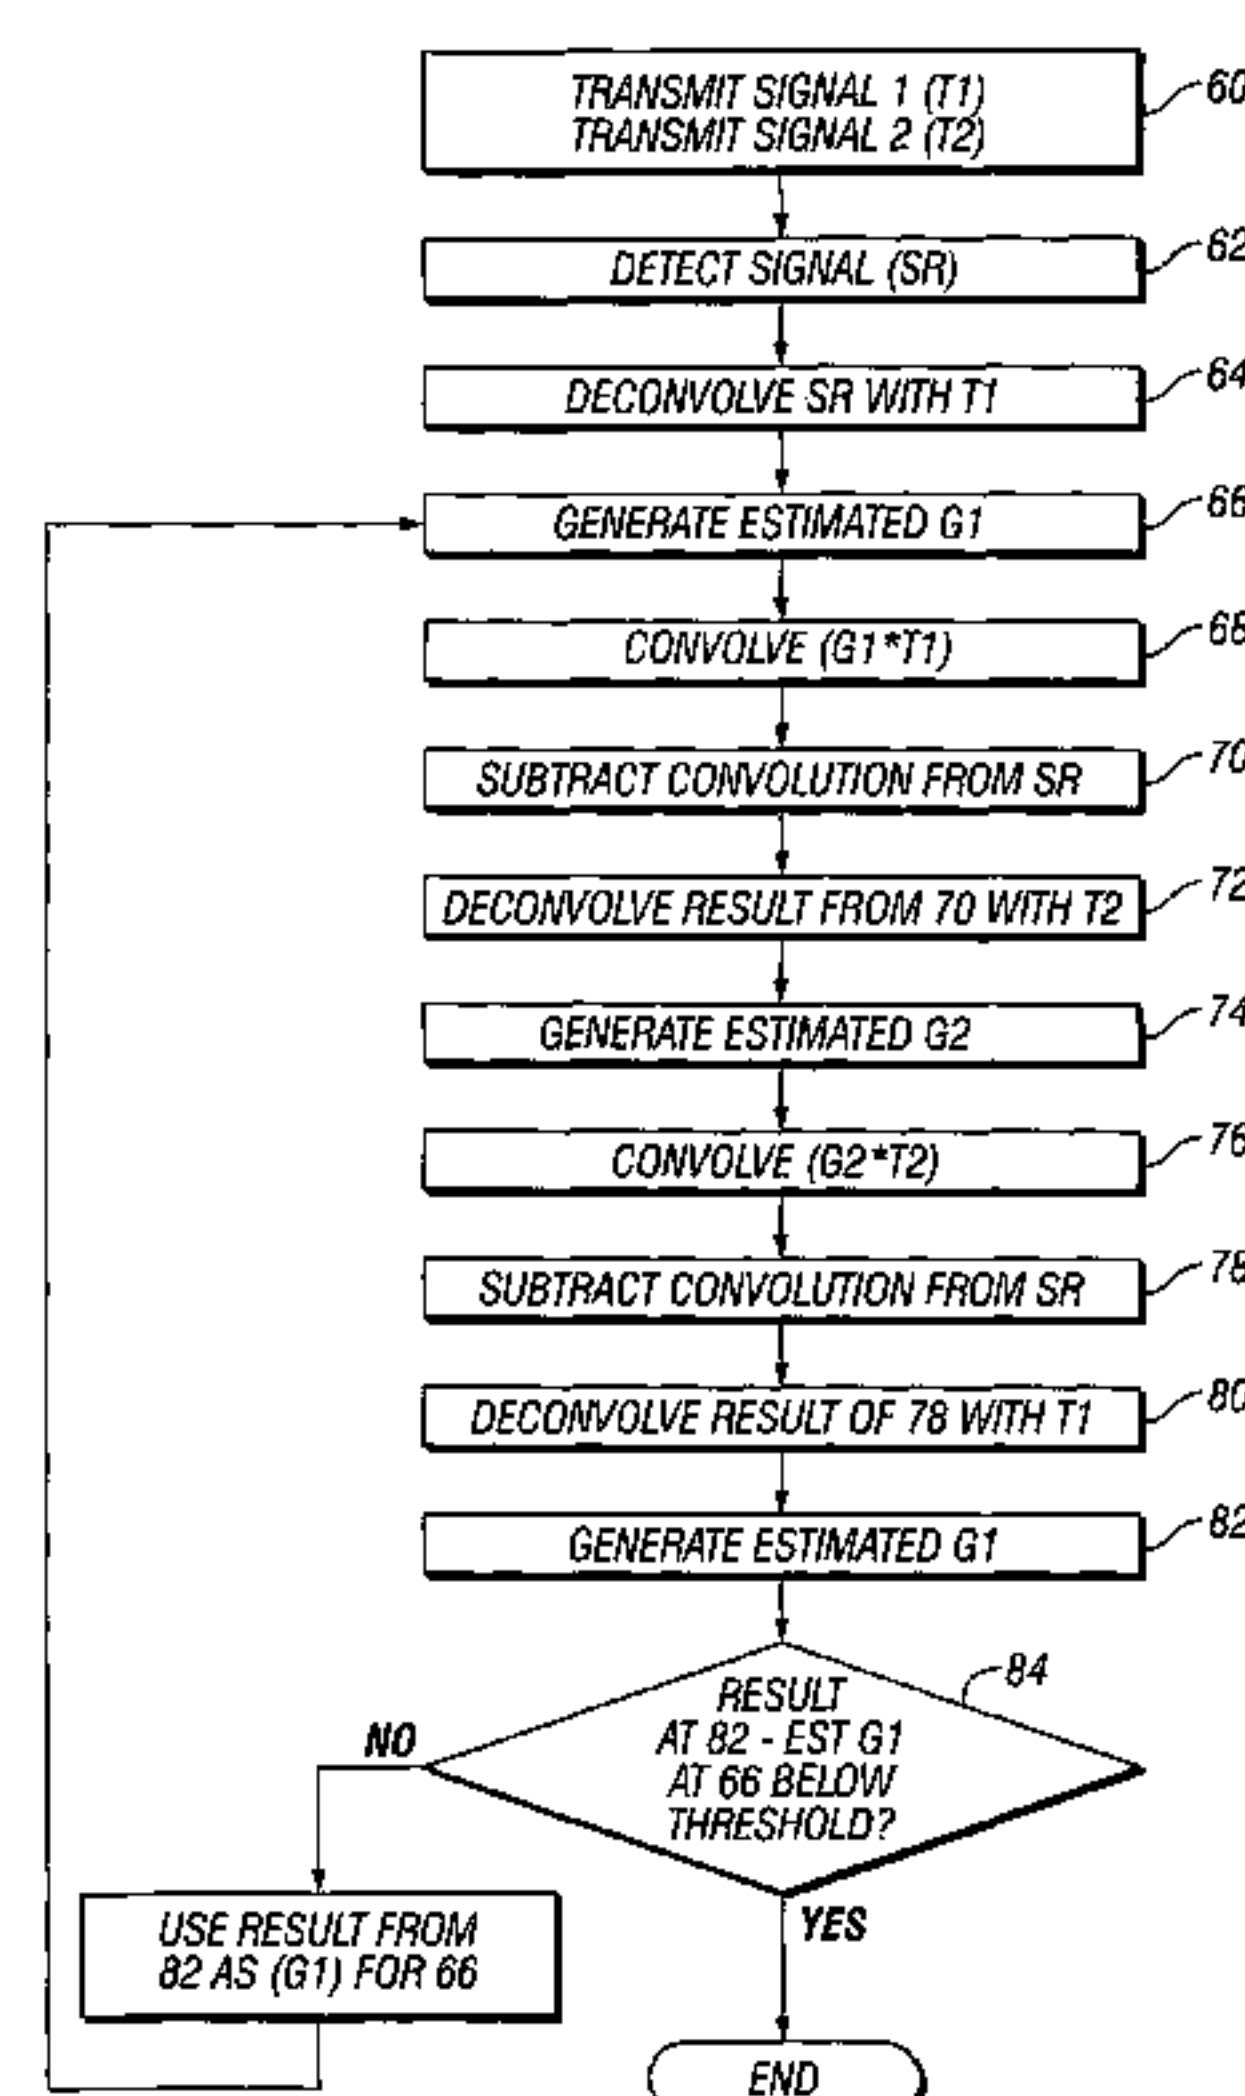 TRANSMIT SIGNAL 1 (T1)
TRANSMIT SIGNAL 2 (T2)
60
DETECT SIGNAL (SR)
62
DECONVOLVE SR WITH T1
64
GENERATE ESTIMATED G1
66
CONVOLVE (G1*T1)
68
SUBTRACT CONVOLUTION FROM SR
70
DECONVOLVE RESULT FROM 70 WITH T2
72
GENERATE ESTIMATED G2
74
CONVOLVE (G2*T2)
76
SUBTRACT CONVOLUTION FROM SR
78
DECONVOLVE RESULT OF 78 WITH T1
80
GENERATE ESTIMATED G1
82
84
RESULT
AT 82 - EST G1
AT 66 BELOW
THRESHOLD?
NO
YES
USE RESULT FROM
82 AS (G1) FOR 66
END